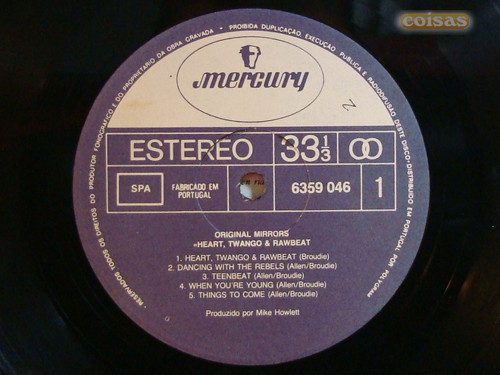 coisas
RESERVADOS TODOS OS DIREITOS DO PRODUTOR FONOGRÁFICO E DO PROPRIETÁRIO DA OBRA GRAVADA • PROIBIDA DUPLICAÇÃO, EXECUÇÃO PÚBLICA E RADIODIFUSÃO DESTE DISCO • DISTRIBUIDO EM PORTUGAL POR POLYGRAM •
mercury
2
ESTEREO 33 1/3
SPA FABRICADO EM 6359 046 1
PORTUGAL
ORIGINAL MIRRORS
«HEART, TWANGO & RAWBEAT
1. HEART, TWANGO & RAWBEAT (Broudie)
2. DANCING WITH THE REBELS (Allen/Broudie)
3. TEENBEAT (Allen/Broudie)
4. WHEN YOU'RE YOUNG (Allen/Broudie)
5. THINGS TO COME (Allen/Broudie)
Produzido por Mike Howlett